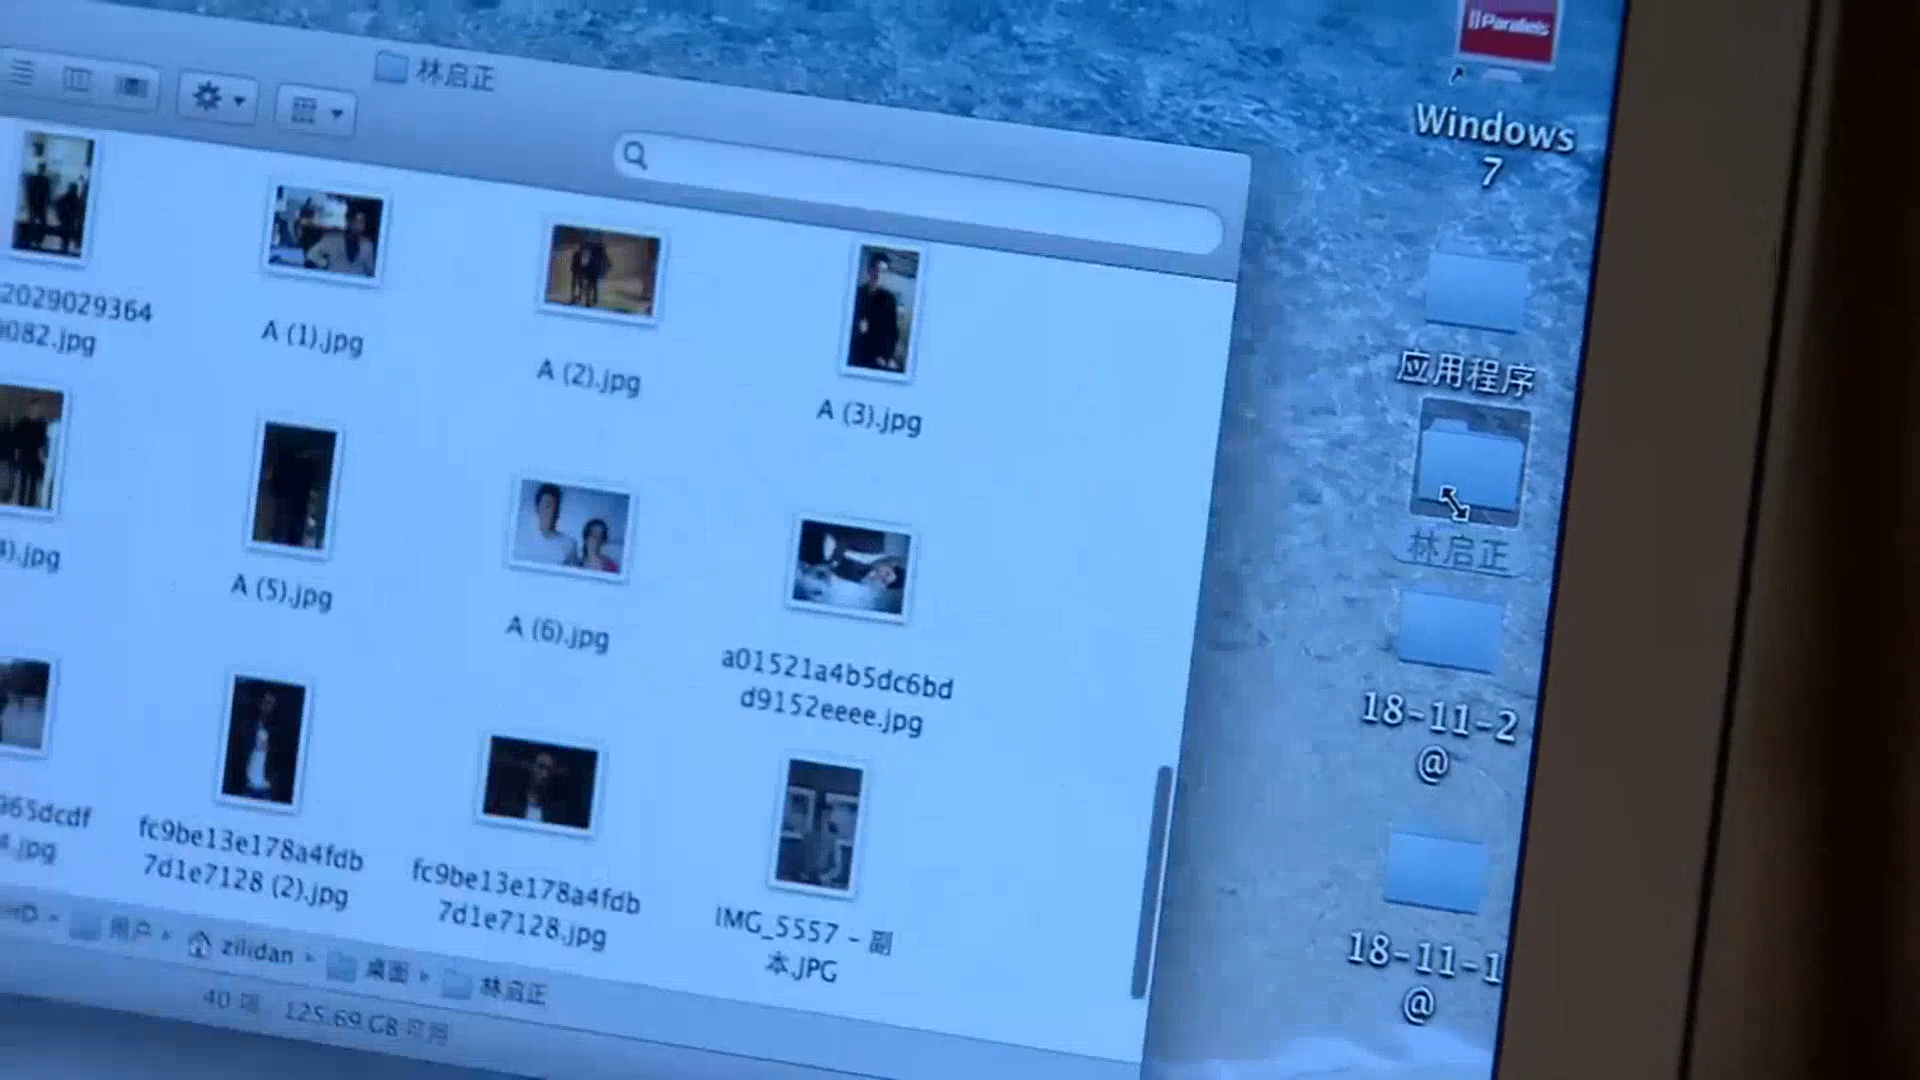 ||Parallels
林启正
Windows
7
2029029364
082.jpg
A (1).jpg
A (2).jpg
A (3).jpg
应用程序
).jpg
A (5).jpg
A (6).jpg
a01521a4b5dc6bd
d9152eeee.jpg
林启正
18-11-2
@
965dcdf
.jpg
fc9be13e178a4fdb
7d1e7128 (2).jpg
fc9be13e178a4fdb
7d1e7128.jpg
IMG_5557 - 副
本.JPG
18-11-1
@
用户 zilidan 桌面 林启正
40 项 125.69 GB 可用